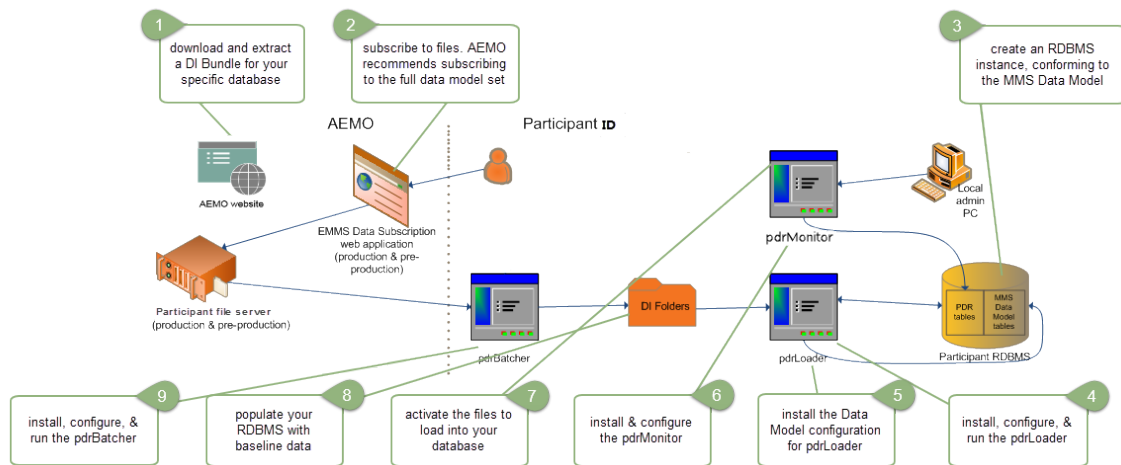 1
download and extract
a DI Bundle for your
specific database
2
subscribe to files. AEMO
recommends subscribing
to the full data model set
3
create an RDBMS
instance, conforming to
the MMS Data Model
AEMO
Participant ID
AEMO website
EMMS Data Subscription
web application
(production & pre-
production)
Local
admin
PC
pdrMonitor
Participant file server
(production & pre-production)
DI Folders
PDR
tables
MMS
Data
Model
tables
pdrBatcher
pdrLoader
Participant RDBMS
9
install, configure, &
run the pdrBatcher
8
populate your
RDBMS with
baseline data
7
activate the files to
load into your
database
6
install & configure
the pdrMonitor
5
install the Data
Model configuration
for pdrLoader
4
install, configure, &
run the pdrLoader